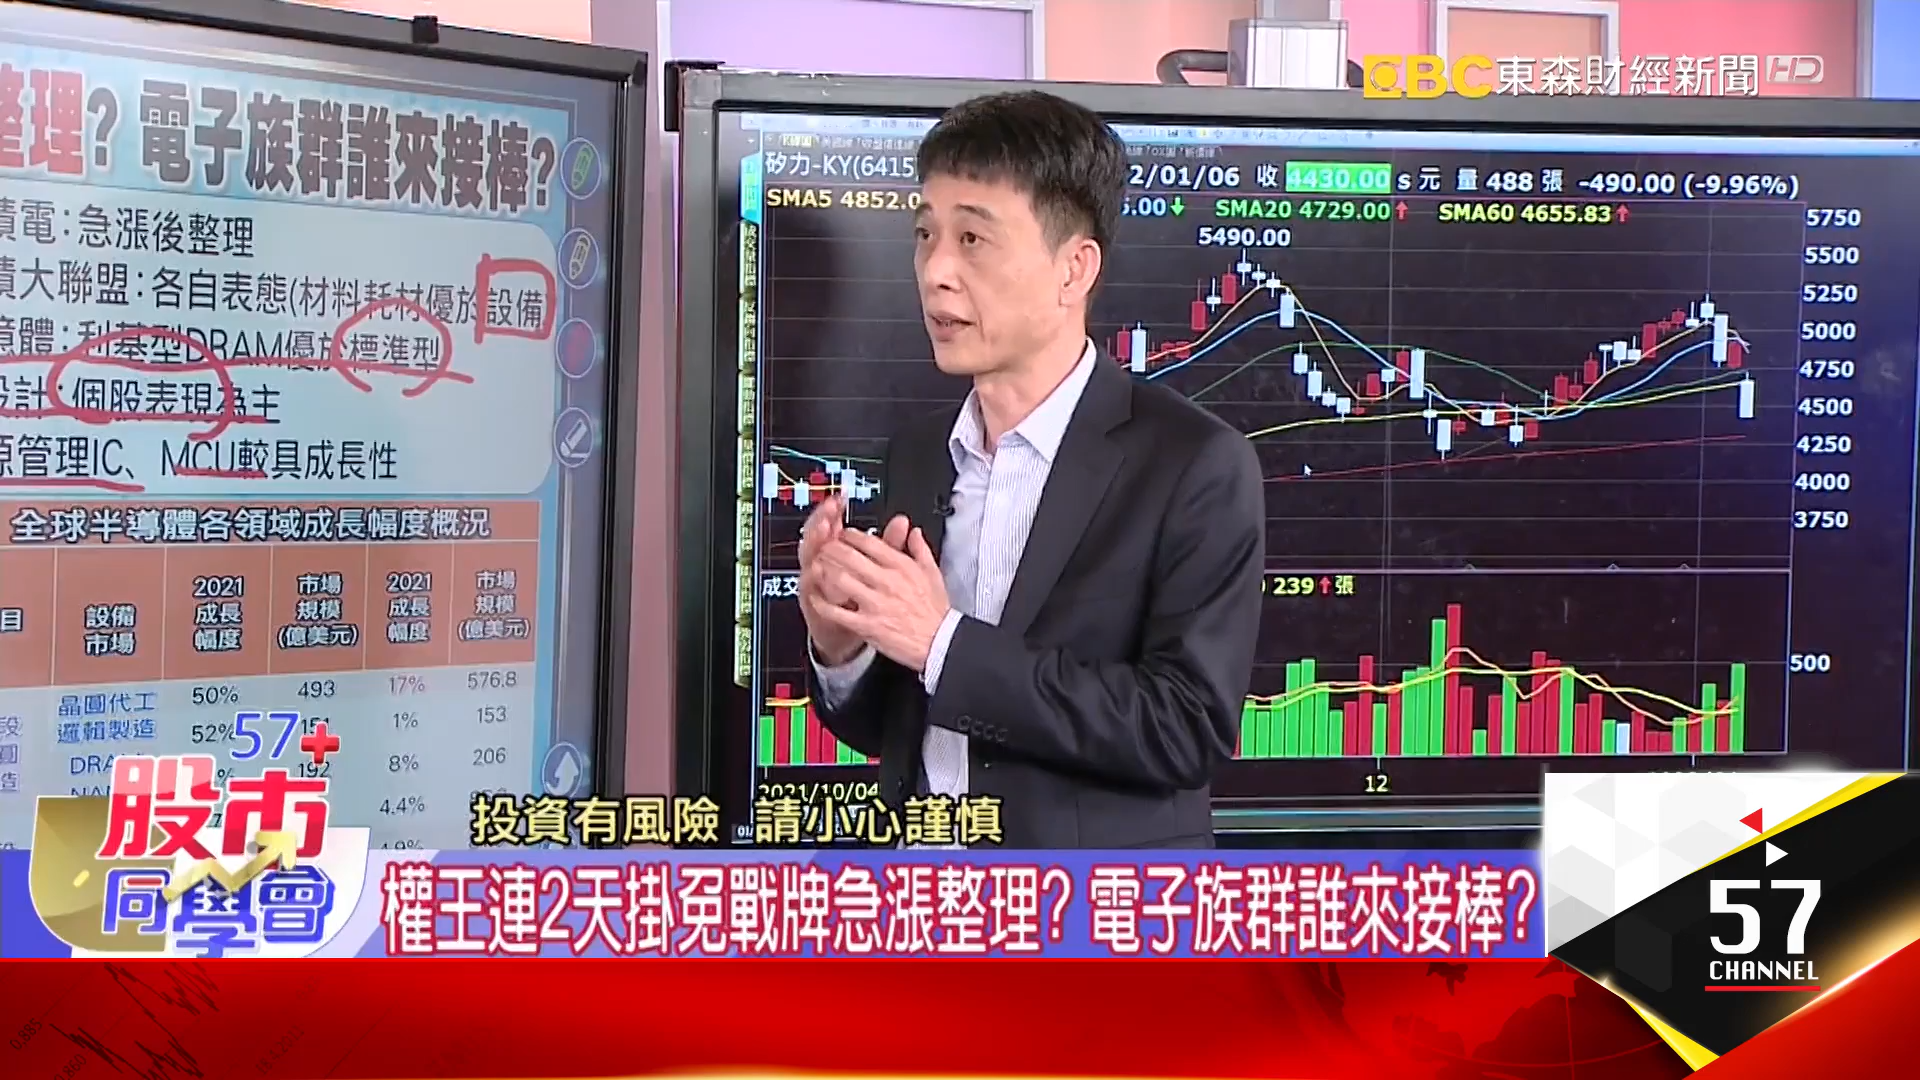 EBC 東森財經新聞 HD
整理? 電子族群誰來接棒?
積電:急漲後整理
積大聯盟:各自表態(材料耗材優於設備
憶體:利基型DRAM優於標準型
設計:個股表現為主
源管理IC、MCU較具成長性
全球半導體各領域成長幅度概況
目 設備市場 2021成長幅度 市場規模(億美元) 2021成長幅度 市場規模(億美元)
晶圓代工 50% 493 17% 576.8
邏輯製造 52% 151 1% 153
DRA 192 8% 206
4.4%
矽力-KY(6415 2/01/06 收 4430.00 s 元 量 488 張 -490.00 (-9.96%)
SMA5 4852.0 5.00↓ SMA20 4729.00↑ SMA60 4655.83↑
5490.00
5750
5500
5250
5000
4750
4500
4250
4000
3750
成交 239↑張
500
2021/10/04 12
57+
股市
同學會
投資有風險 請小心謹慎
權王連2天掛免戰牌急漲整理? 電子族群誰來接棒?
57
CHANNEL